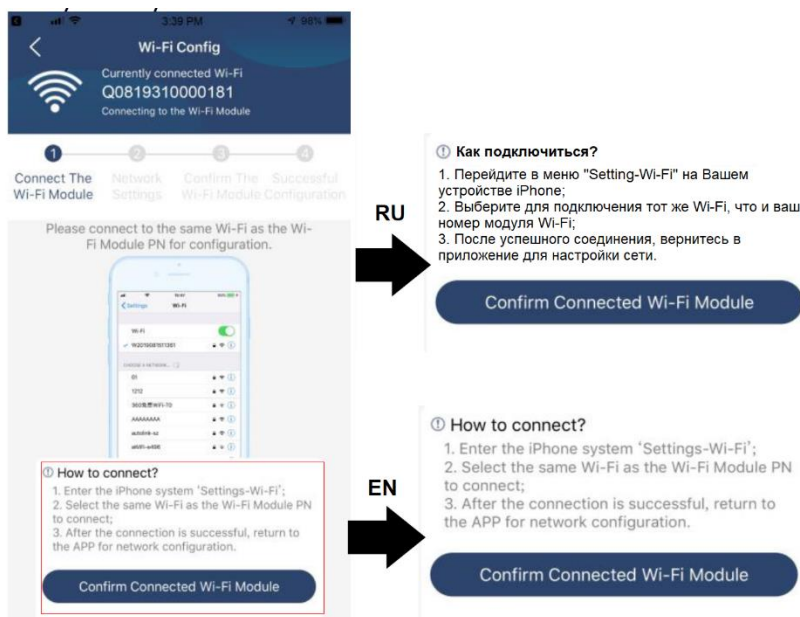 3:39 PM
98%
Wi-Fi Config
Currently connected Wi-Fi
Q0819310000181
Connecting to the Wi-Fi Module
1
2
3
4
Connect The
Wi-Fi Module
Network
Settings
Confirm The
Wi-Fi Module
Successful
Configuration
Please connect to the same Wi-Fi as the Wi-
Fi Module PN for configuration.
Settings
Wi-Fi
Wi-Fi
CHOOSE A NETWORK...
01
1212
AAAAAAAA
autolink-sz
How to connect?
1. Enter the iPhone system ‘Settings-Wi-Fi’;
2. Select the same Wi-Fi as the Wi-Fi Module PN
to connect;
3. After the connection is successful, return to
the APP for network configuration.
Confirm Connected Wi-Fi Module
RU
Как подключиться?
1. Перейдите в меню "Setting-Wi-Fi" на Вашем
устройстве iPhone;
2. Выберите для подключения тот же Wi-Fi, что и ваш
номер модуля Wi-Fi;
3. После успешного соединения, вернитесь в
приложение для настройки сети.
Confirm Connected Wi-Fi Module
EN
How to connect?
1. Enter the iPhone system ‘Settings-Wi-Fi’;
2. Select the same Wi-Fi as the Wi-Fi Module PN
to connect;
3. After the connection is successful, return to
the APP for network configuration.
Confirm Connected Wi-Fi Module